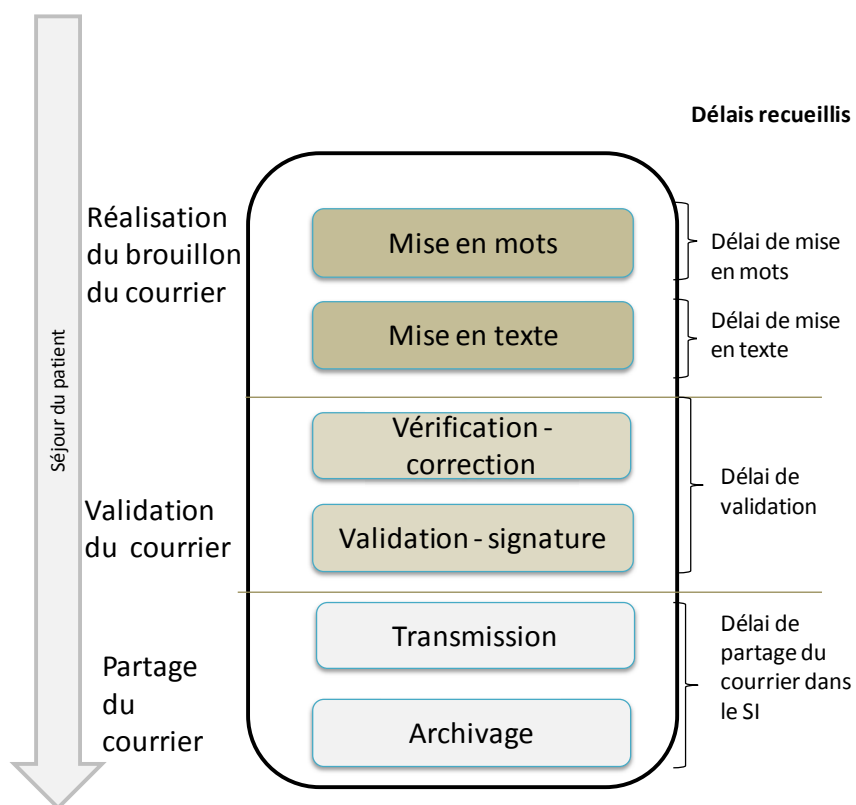 Délais recueillis
Séjour du patient
Réalisation
du brouillon
du courrier
Mise en mots
Délai de mise
en mots
Mise en texte
Délai de mise
en texte
Validation
du courrier
Vérification -
correction
Validation - signature
Délai de
validation
Partage
du
courrier
Transmission
Archivage
Délai de
partage du
courrier dans
le SI